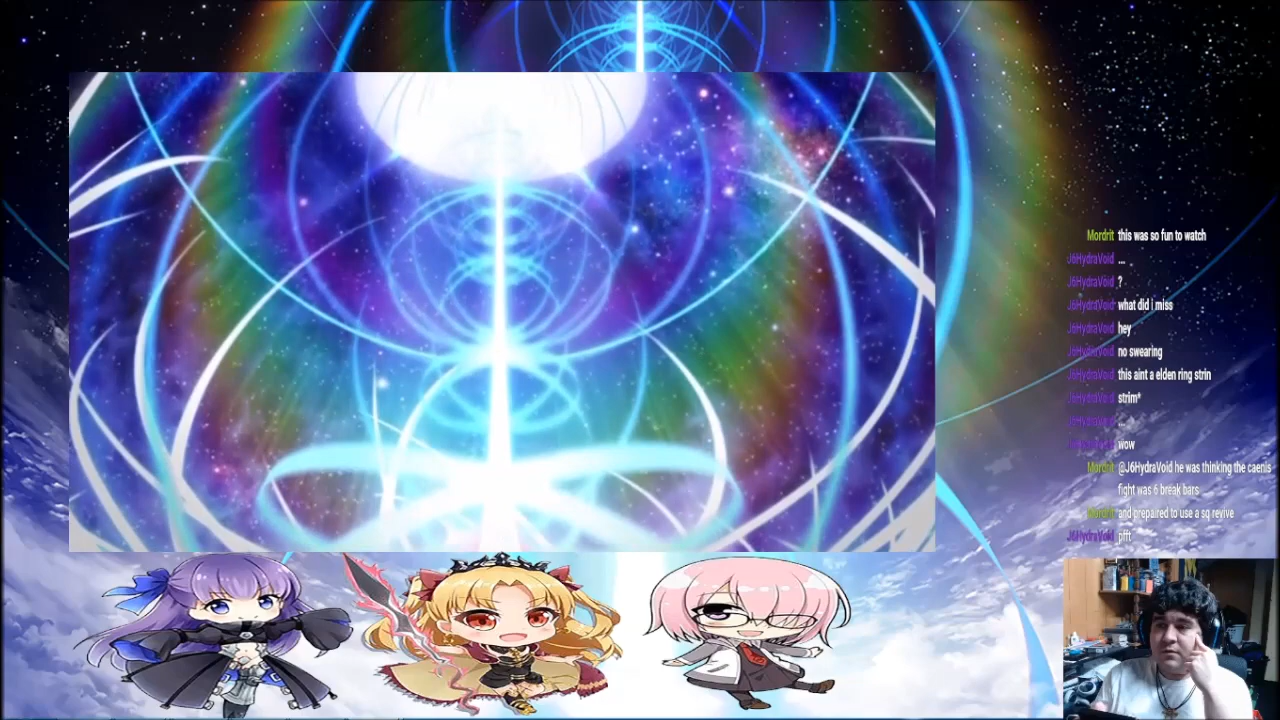 Mordrit this was so fun to watch
J6HydraVoid ...
J6HydraVoid ?
J6HydraVoid what did i miss
J6HydraVoid hey
J6HydraVoid no swearing
J6HydraVoid this aint a elden ring strin
J6HydraVoid strim*
J6HydraVoid ...
J6HydraVoid wow
Mordrit @J6HydraVoid he was thinking the caenis
fight was 6 break bars
Mordrit and prepaired to use a sq revive
J6HydraVoid pfft